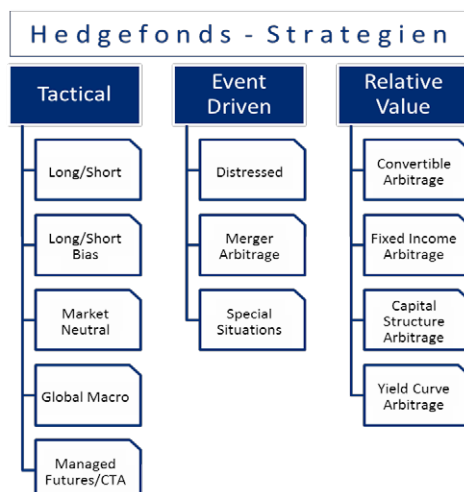 Hedgefonds - Strategien
Tactical
Long/Short
Long/Short
Bias
Market
Neutral
Global Macro
Managed
Futures/CTA
Event
Driven
Distressed
Merger
Arbitrage
Special
Situations
Relative
Value
Convertible
Arbitrage
Fixed Income
Arbitrage
Capital
Structure
Arbitrage
Yield Curve
Arbitrage